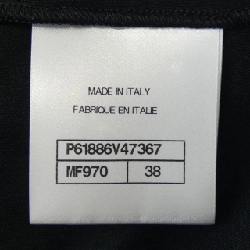 MADE IN ITALY
FABRIQUE EN ITALIE
P61886V47367
MF970 38